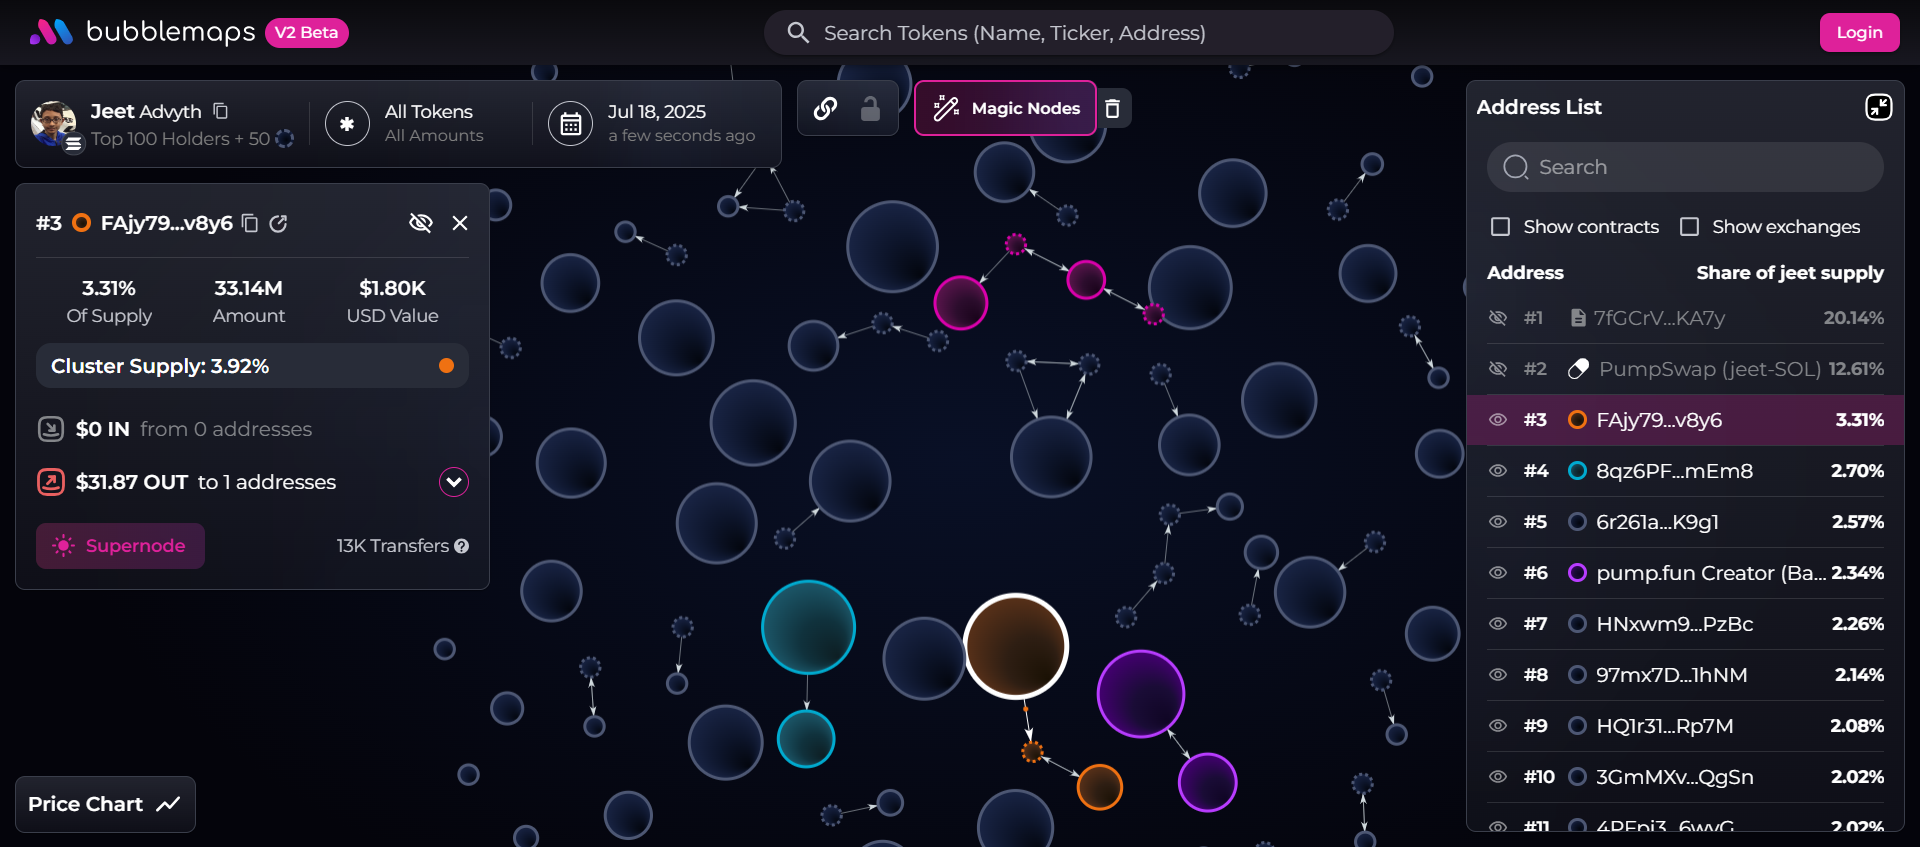 bubblemaps V2 Beta
Search Tokens (Name, Ticker, Address)
Login
Jeet Advyth
Top 100 Holders + 50
All Tokens
All Amounts
Jul 18, 2025
a few seconds ago
Magic Nodes
#3 FAjy79...v8y6
3.31%
Of Supply
33.14M
Amount
$1.80K
USD Value
Cluster Supply: 3.92%
$0 IN from 0 addresses
$31.87 OUT to 1 addresses
Supernode
13K Transfers ?
Price Chart
Address List
Search
Show contracts
Show exchanges
Address Share of jeet supply
#1 7fGCrV...KA7y 20.14%
#2 PumpSwap (jeet-SOL) 12.61%
#3 FAjy79...v8y6 3.31%
#4 8qz6PF...mEm8 2.70%
#5 6r261a...K9g1 2.57%
#6 pump.fun Creator (Ba... 2.34%
#7 HNxwm9...PzBc 2.26%
#8 97mx7D...1hNM 2.14%
#9 HQ1r31...Rp7M 2.08%
#10 3GmMXv...QgSn 2.02%
#11 2.02%